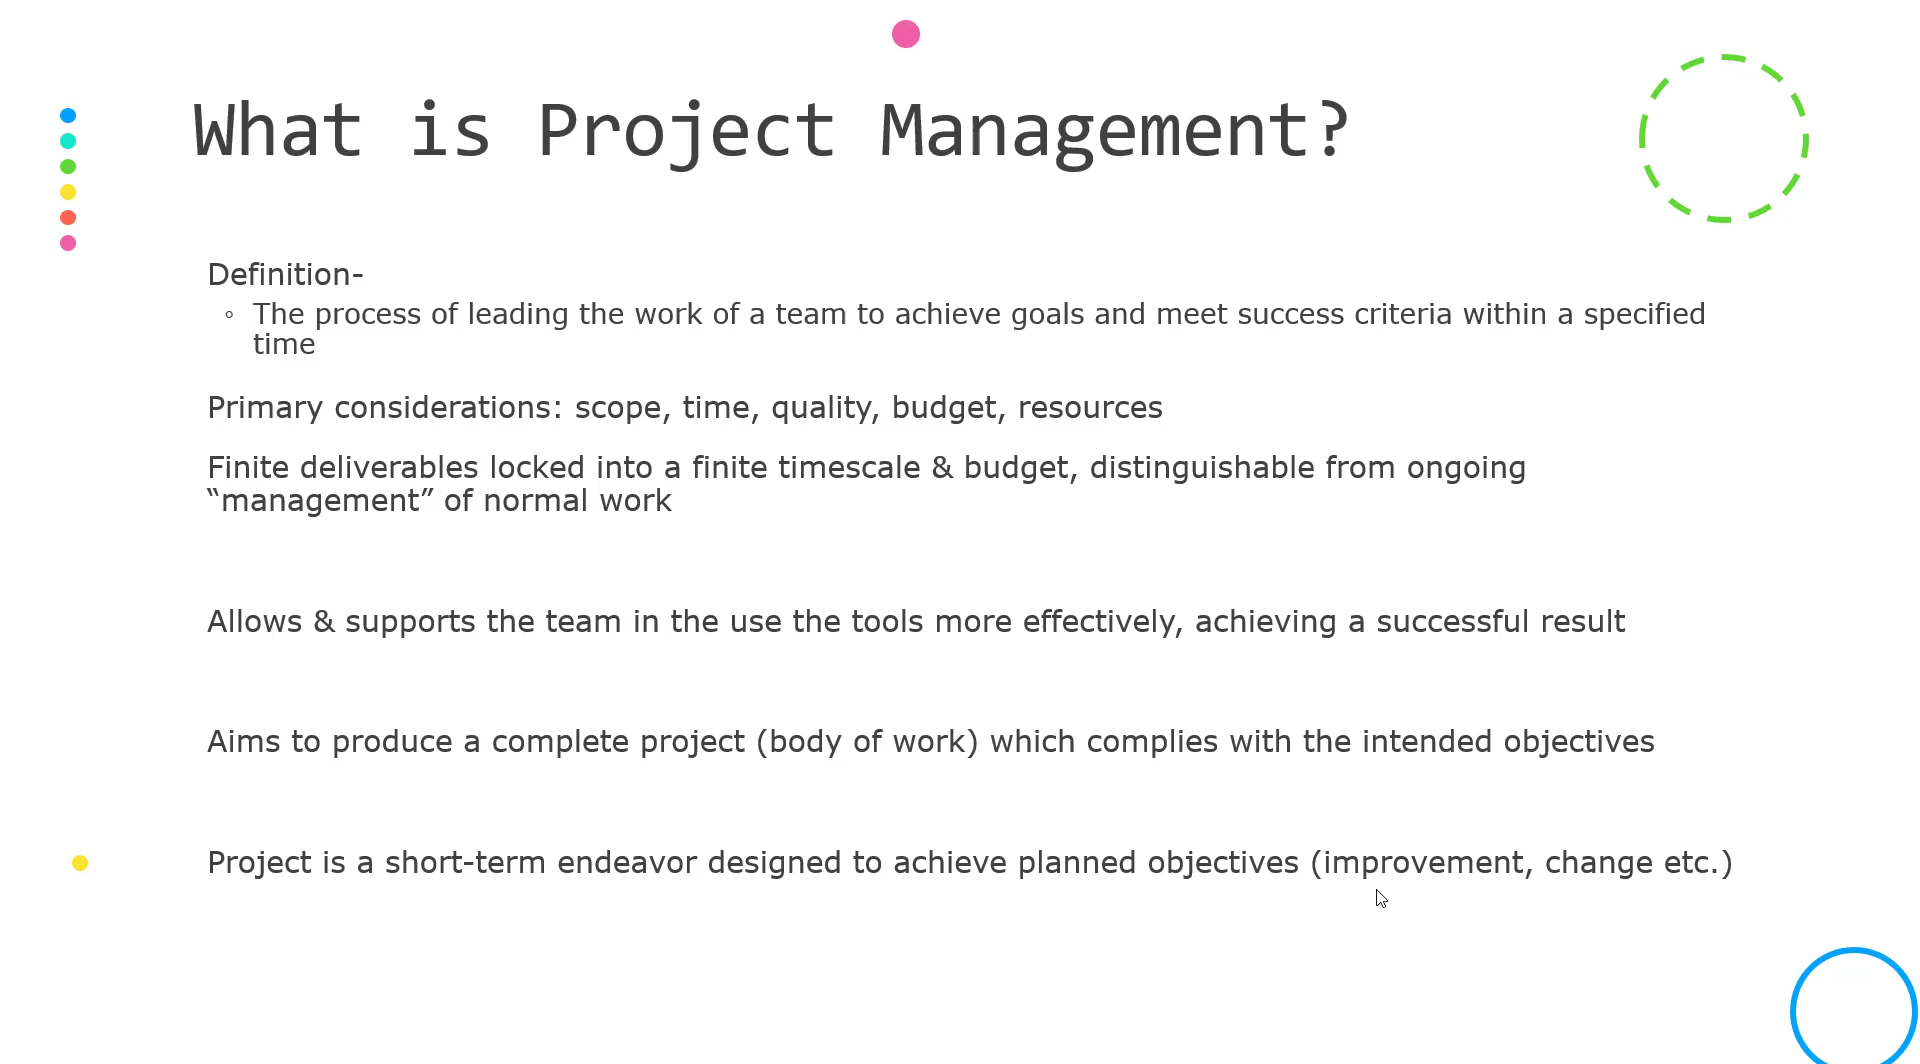 What is Project Management?
Definition-
◦ The process of leading the work of a team to achieve goals and meet success criteria within a specified
time
Primary considerations: scope, time, quality, budget, resources
Finite deliverables locked into a finite timescale & budget, distinguishable from ongoing
“management” of normal work
Allows & supports the team in the use the tools more effectively, achieving a successful result
Aims to produce a complete project (body of work) which complies with the intended objectives
Project is a short-term endeavor designed to achieve planned objectives (improvement, change etc.)